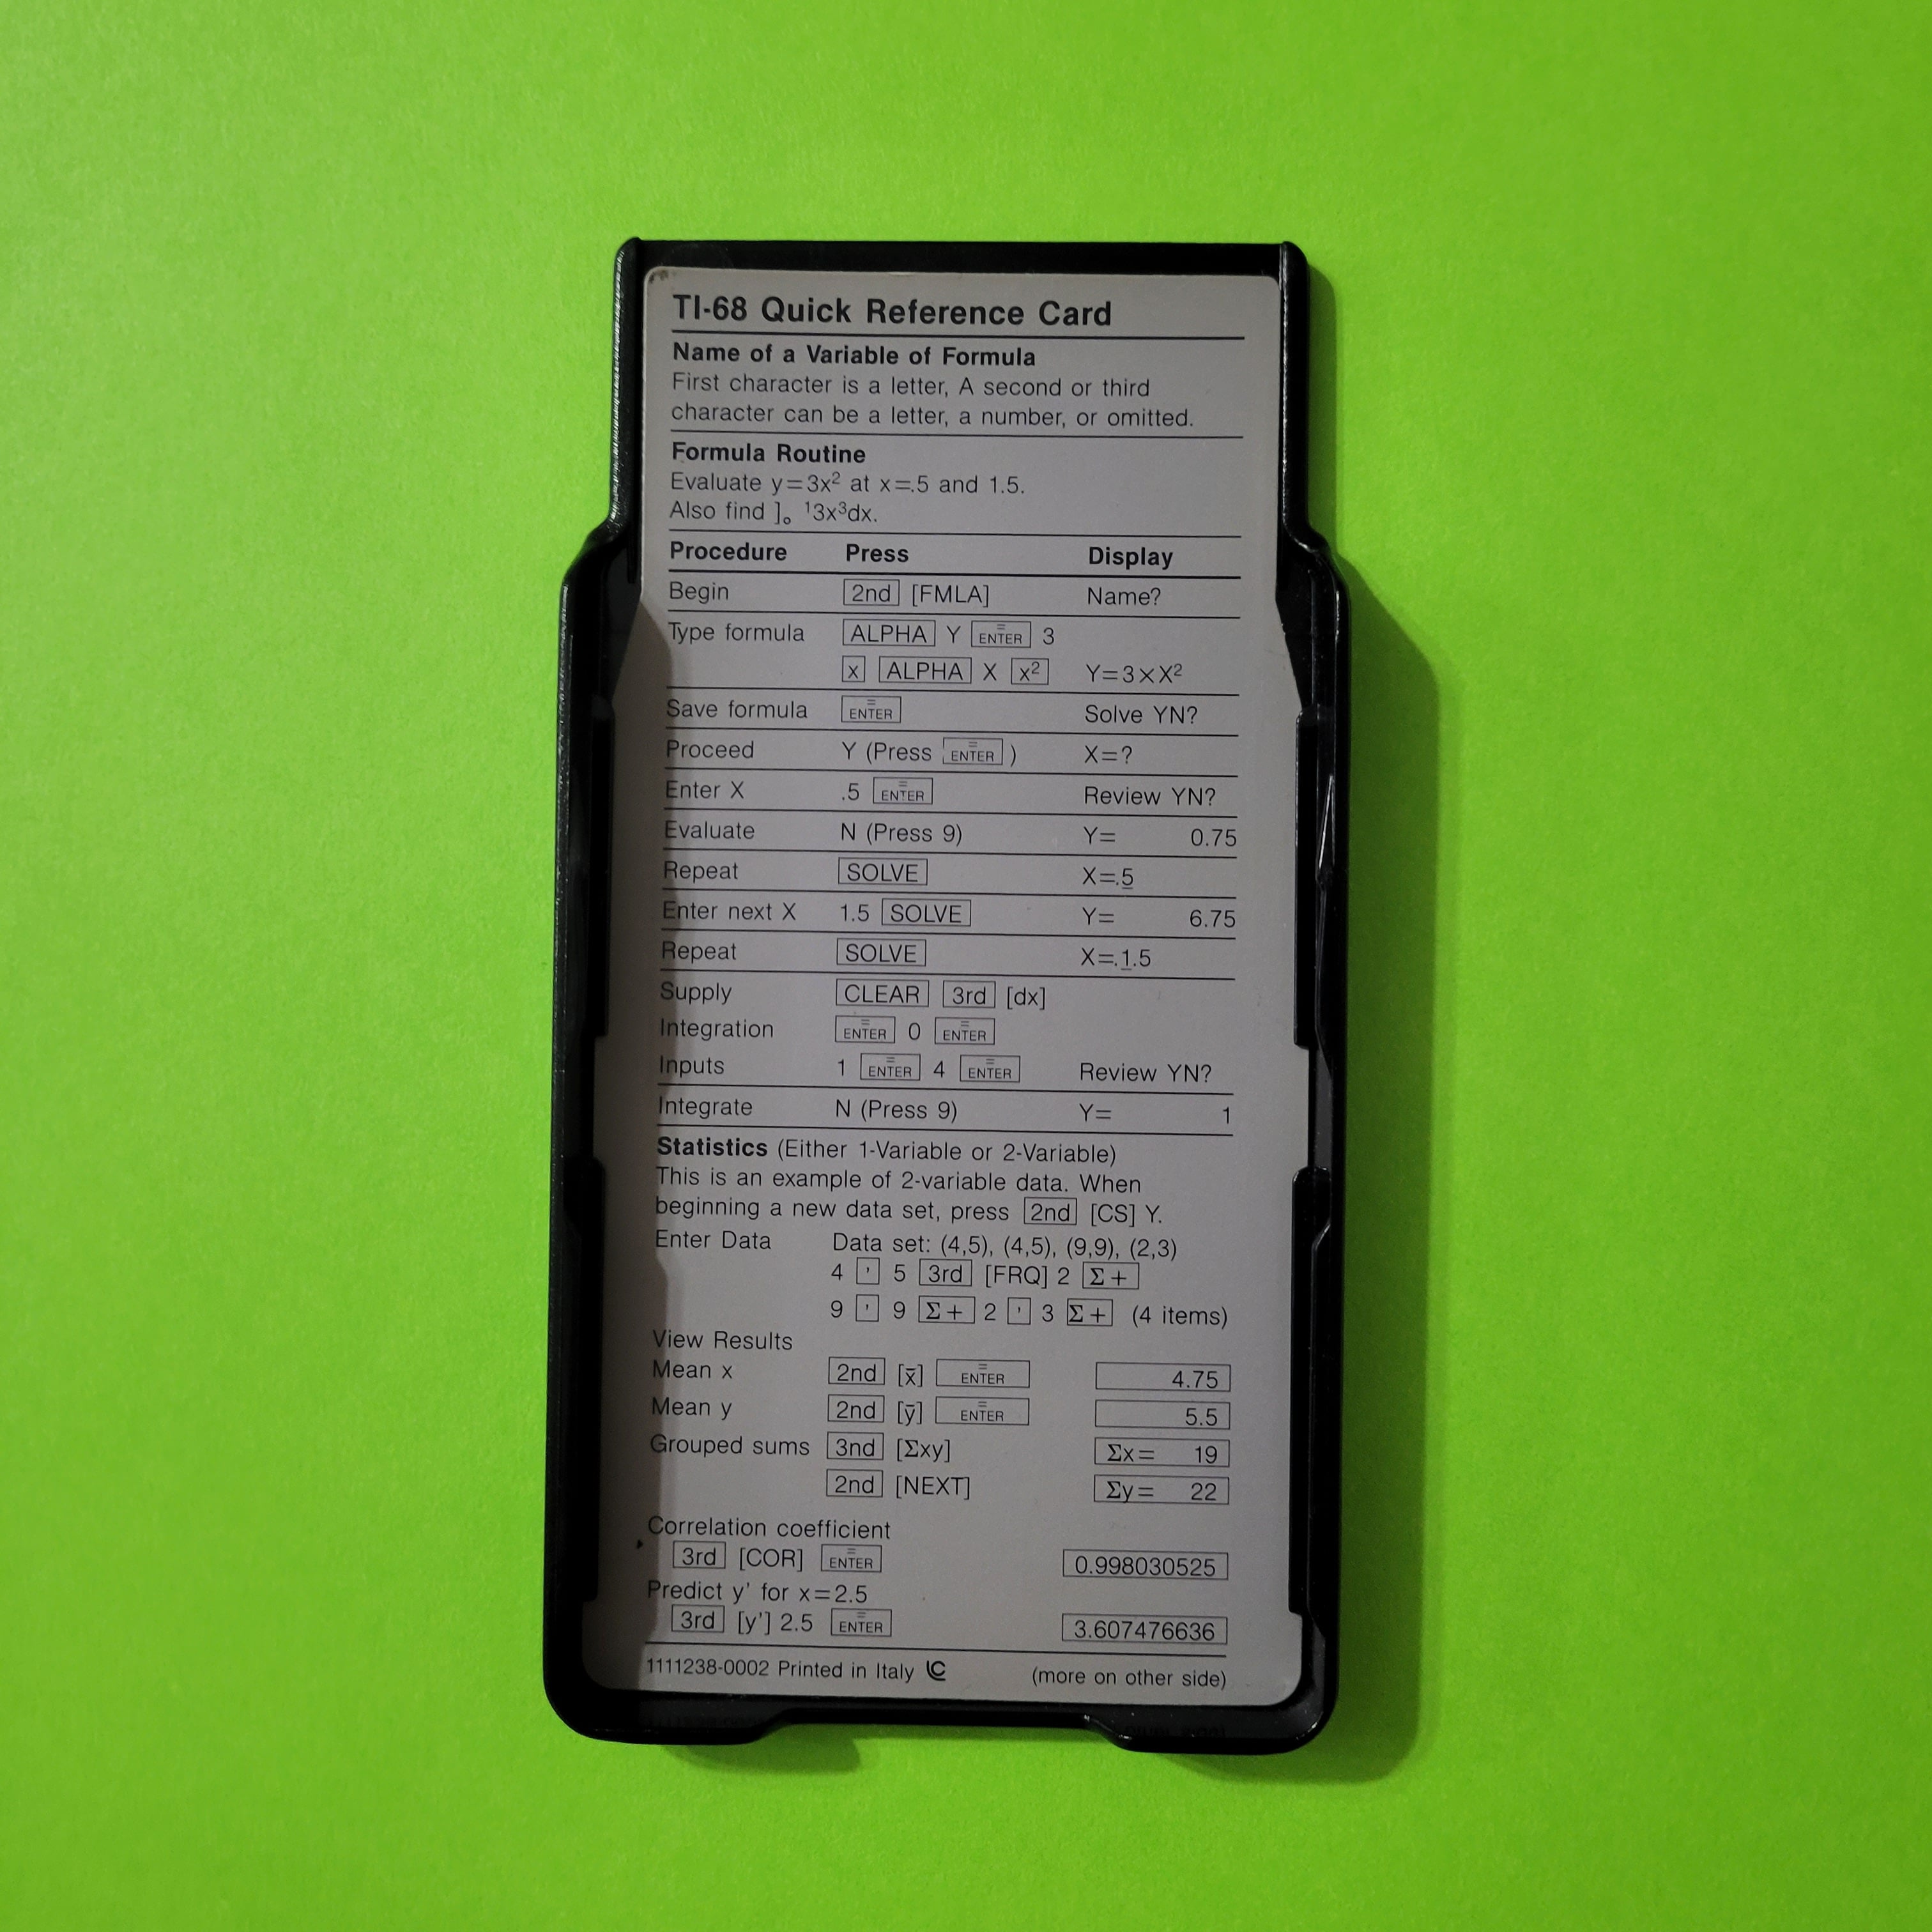 TI-68 Quick Reference Card
Name of a Variable of Formula
First character is a letter, A second or third
character can be a letter, a number, or omitted.
Formula Routine
Evaluate y=3x² at x=.5 and 1.5.
Also find ]₀ ¹3x³dx.
Procedure Press Display
Begin 2nd [FMLA] Name?
Type formula ALPHA Y = ENTER 3
x ALPHA X x² Y=3×X²
Save formula = ENTER Solve YN?
Proceed Y (Press = ENTER ) X=?
Enter X .5 = ENTER Review YN?
Evaluate N (Press 9) Y= 0.75
Repeat SOLVE X=.5
Enter next X 1.5 SOLVE Y= 6.75
Repeat SOLVE X=.1.5
Supply CLEAR 3rd [dx]
Integration = ENTER 0 = ENTER
Inputs 1 = ENTER 4 = ENTER Review YN?
Integrate N (Press 9) Y= 1
Statistics (Either 1-Variable or 2-Variable)
This is an example of 2-variable data. When
beginning a new data set, press 2nd [CS] Y.
Enter Data Data set: (4,5), (4,5), (9,9), (2,3)
4 ' 5 3rd [FRQ] 2 Σ+
9 ' 9 Σ+ 2 ' 3 Σ+ (4 items)
View Results
Mean x 2nd [x̄] = ENTER 4.75
Mean y 2nd [ȳ] = ENTER 5.5
Grouped sums 3nd [Σxy] Σx= 19
2nd [NEXT] Σy= 22
Correlation coefficient
3rd [COR] = ENTER 0.998030525
Predict y' for x=2.5
3rd [y'] 2.5 = ENTER 3.607476636
1111238-0002 Printed in Italy (more on other side)